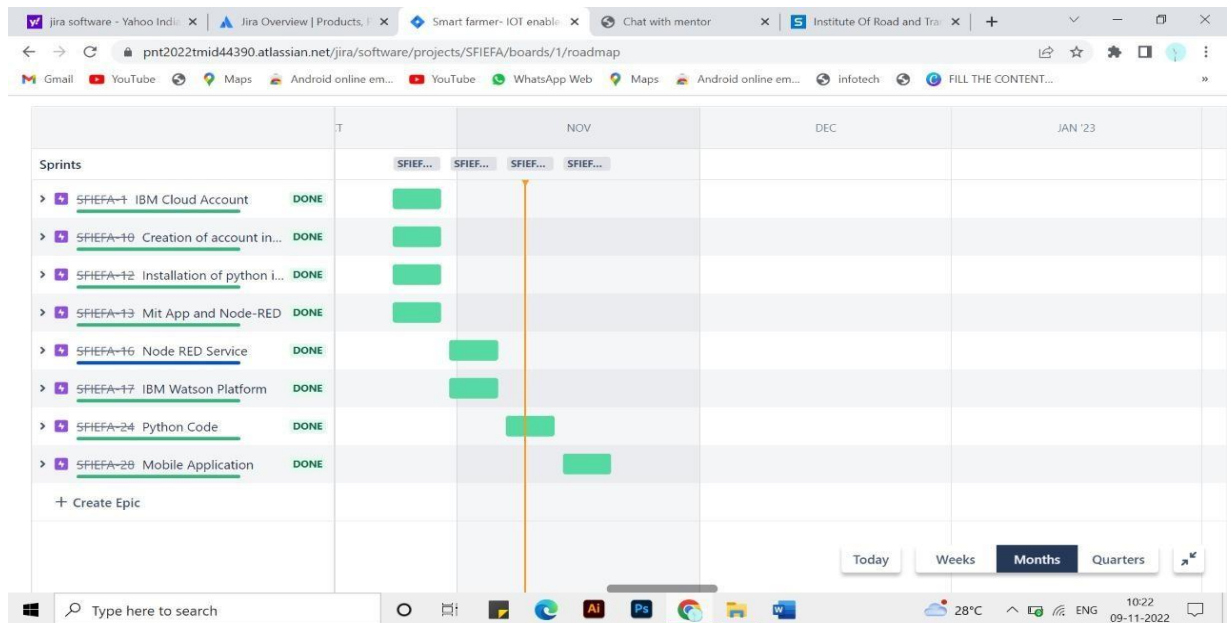 jira software - Yahoo Indi
Jira Overview | Products, F
Smart farmer- IOT enable
Chat with mentor
Institute Of Road and Tra
pnt2022tmid44390.atlassian.net/jira/software/projects/SFIEFA/boards/1/roadmap
Gmail YouTube Maps Android online em... YouTube WhatsApp Web Maps Android online em... infotech FILL THE CONTENT... »
T NOV DEC JAN '23
Sprints SFIEF... SFIEF... SFIEF... SFIEF...
SFIEFA-1 IBM Cloud Account DONE
SFIEFA-10 Creation of account in... DONE
SFIEFA-12 Installation of python i... DONE
SFIEFA-13 Mit App and Node-RED DONE
SFIEFA-16 Node RED Service DONE
SFIEFA-17 IBM Watson Platform DONE
SFIEFA-24 Python Code DONE
SFIEFA-28 Mobile Application DONE
+ Create Epic
Today Weeks Months Quarters
Type here to search Ai Ps W 28°C ENG 10:22
09-11-2022